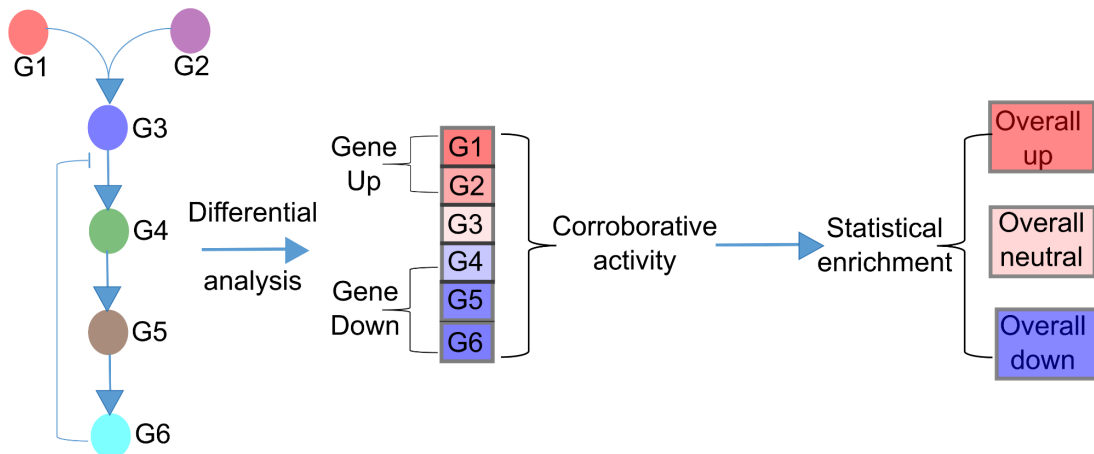 G1
G2
G3
G4
G5
G6
Differential
analysis
Gene
Up
Gene
Down
G1
G2
G3
G4
G5
G6
Corroborative
activity
Statistical
enrichment
Overall
up
Overall
neutral
Overall
down